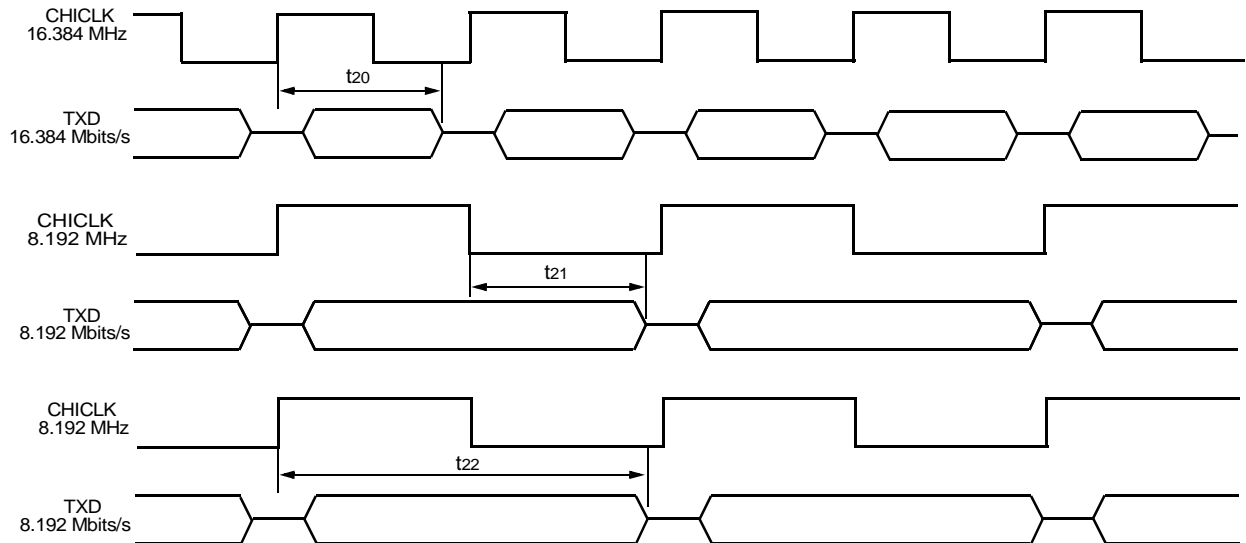 CHICLK
16.384 MHz
t20
TXD
16.384 Mbits/s
CHICLK
8.192 MHz
t21
TXD
8.192 Mbits/s
CHICLK
8.192 MHz
t22
TXD
8.192 Mbits/s